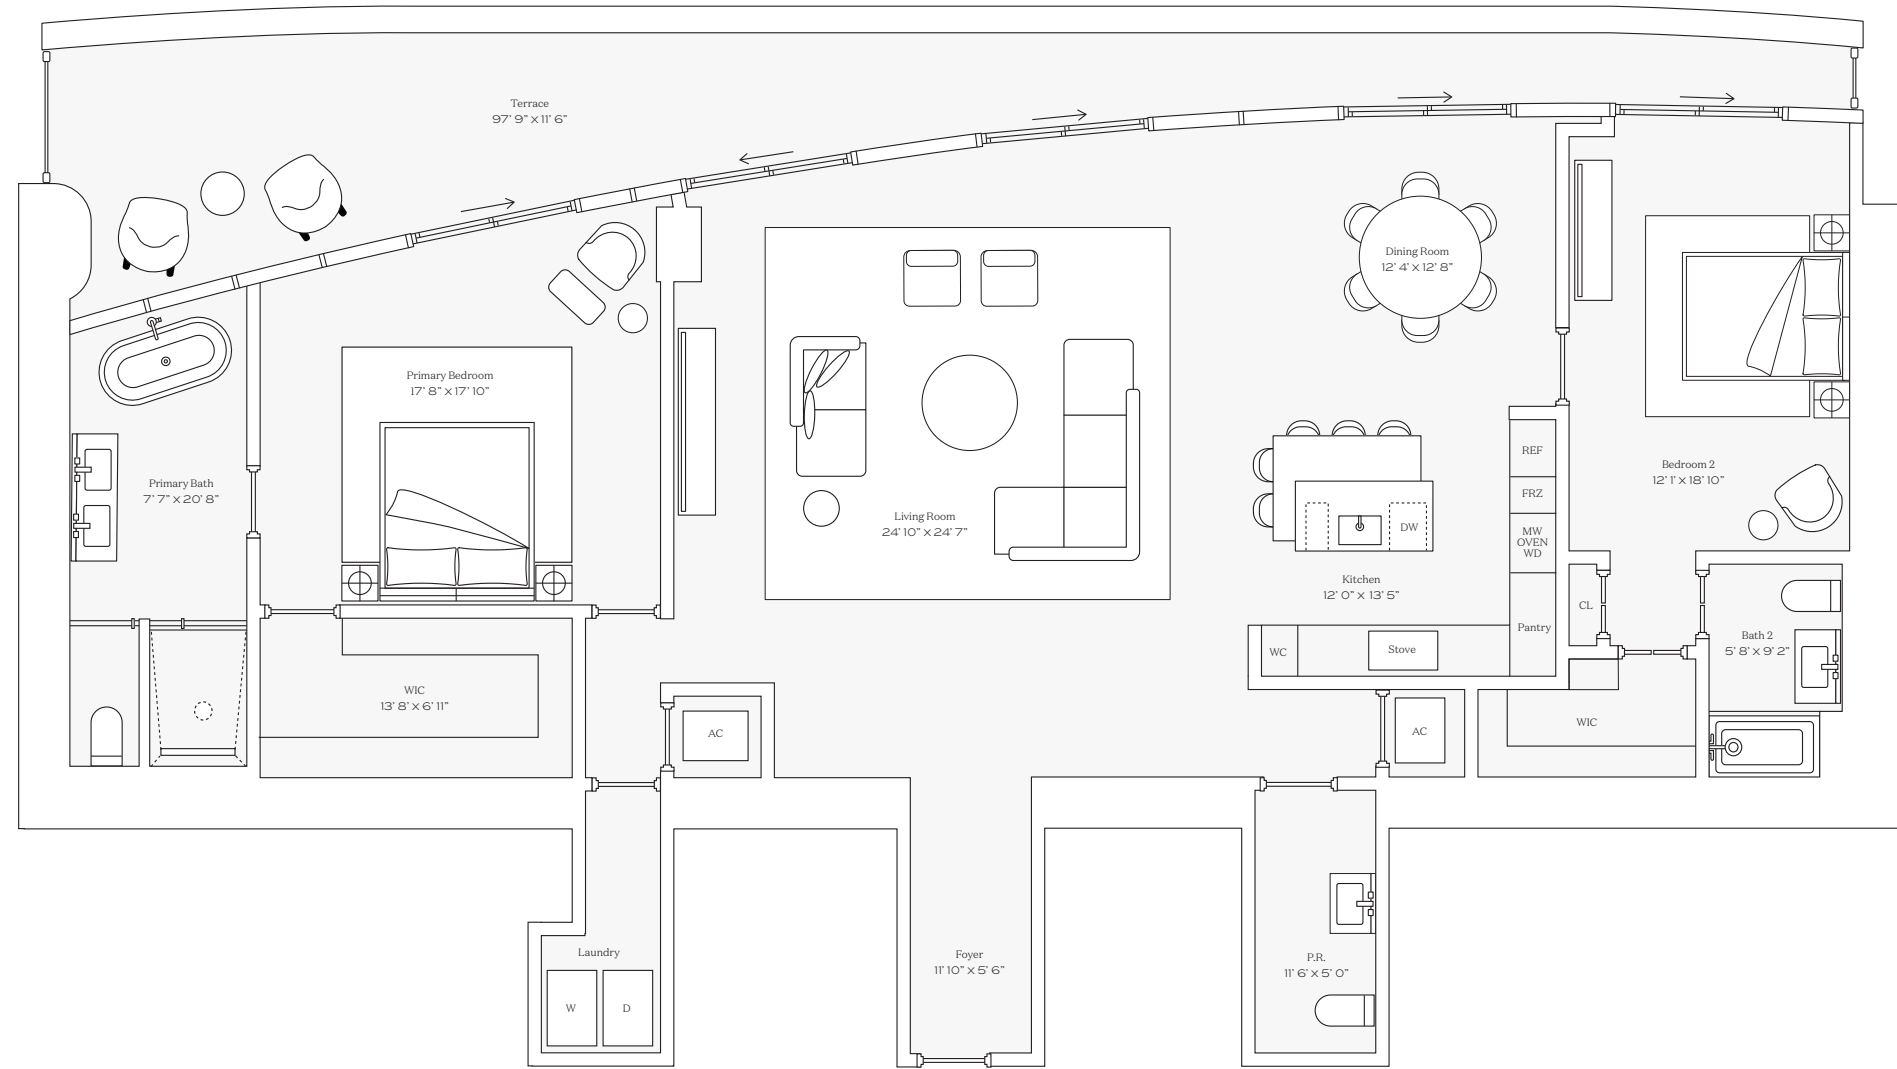 Terrace
97' 9" X 11' 6"
Dining Room
12' 4' X 12' 8"
Primary Bedroom
17' 8" X 17' 10"
Primary Bath
7' 7" X 20' 8"
Living Room
24' 10" X 24' 7"
REF
FRZ
MW
OVEN
WD
DW
Bedroom 2
12' 1' X 18' 10"
Kitchen
12' 0" X 13' 5"
CL
Pantry
Bath 2
5' 8' X 9' 2"
WC
Stove
WIC
13' 8' X 6' 11"
AC
AC
WIC
Laundry
W
D
Foyer
11' 10" X 5' 6"
P.R.
11' 6' X 5' 0"